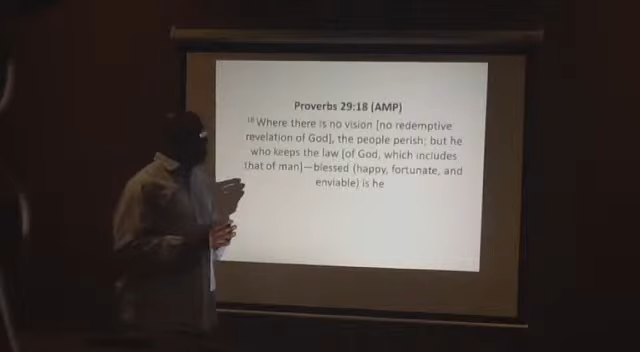 Proverbs 29:18 (AMP)
18 Where there is no vision [no redemptive
revelation of God], the people perish; but he
who keeps the law [of God, which includes
that of man]—blessed (happy, fortunate, and
enviable) is he